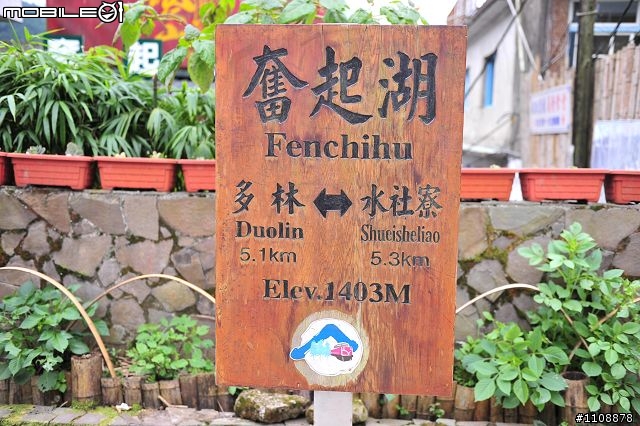 MOBILE01
奮起湖
Fenchihu
多林 ↔ 水社寮
Duolin Shueisheliao
5.1km 5.3km
Elev.1403M
#1108878